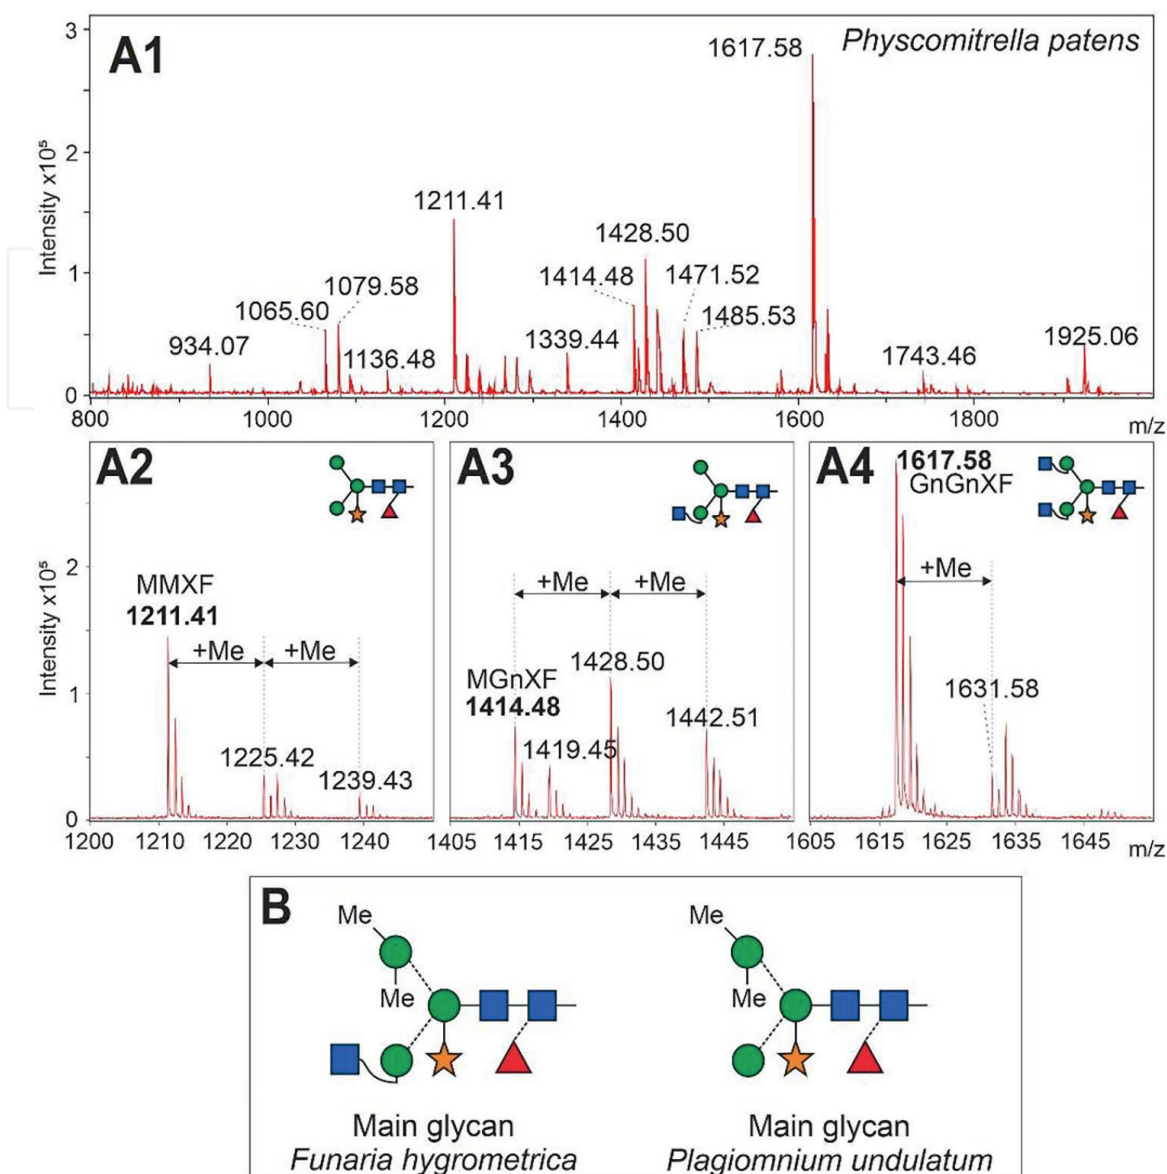 A1
Physcomitrella patens
Intensity x10⁵
3
2
1
0
1617.58
1211.41
1428.50
1414.48
1471.52
1079.58
1065.60
1485.53
934.07
1136.48
1339.44
1743.46
1925.06
800
1000
1200
1400
1600
1800
m/z
A2
Intensity x10⁵
2
1
0
MMXF
1211.41
+Me
+Me
1225.42
1239.43
1200
1210
1220
1230
1240
A3
+Me
+Me
MGnXF
1414.48
1428.50
1419.45
1442.51
1405
1415
1425
1435
1445
A4
1617.58
GnGnXF
+Me
1631.58
1605
1615
1625
1635
1645
m/z
B
Me
Me
Main glycan
Funaria hygrometrica
Me
Me
Main glycan
Plagiomnium undulatum